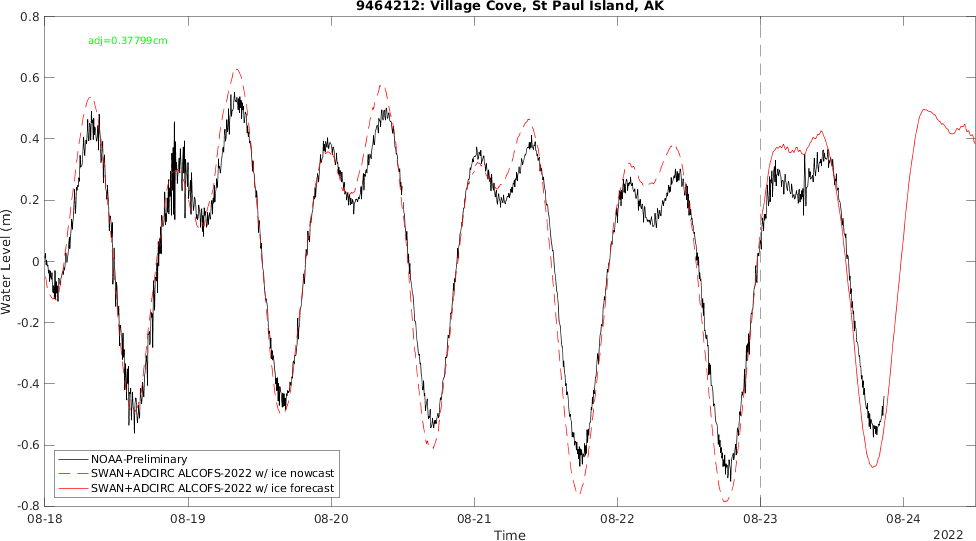 9464212: Village Cove, St Paul Island, AK
adj=0.37799cm
Water Level (m)
0.8
0.6
0.4
0.2
0
-0.2
-0.4
-0.6
-0.8
NOAA-Preliminary
SWAN+ADCIRC ALCOFS-2022 w/ ice nowcast
SWAN+ADCIRC ALCOFS-2022 w/ ice forecast
08-18 08-19 08-20 08-21 08-22 08-23 08-24
Time
2022